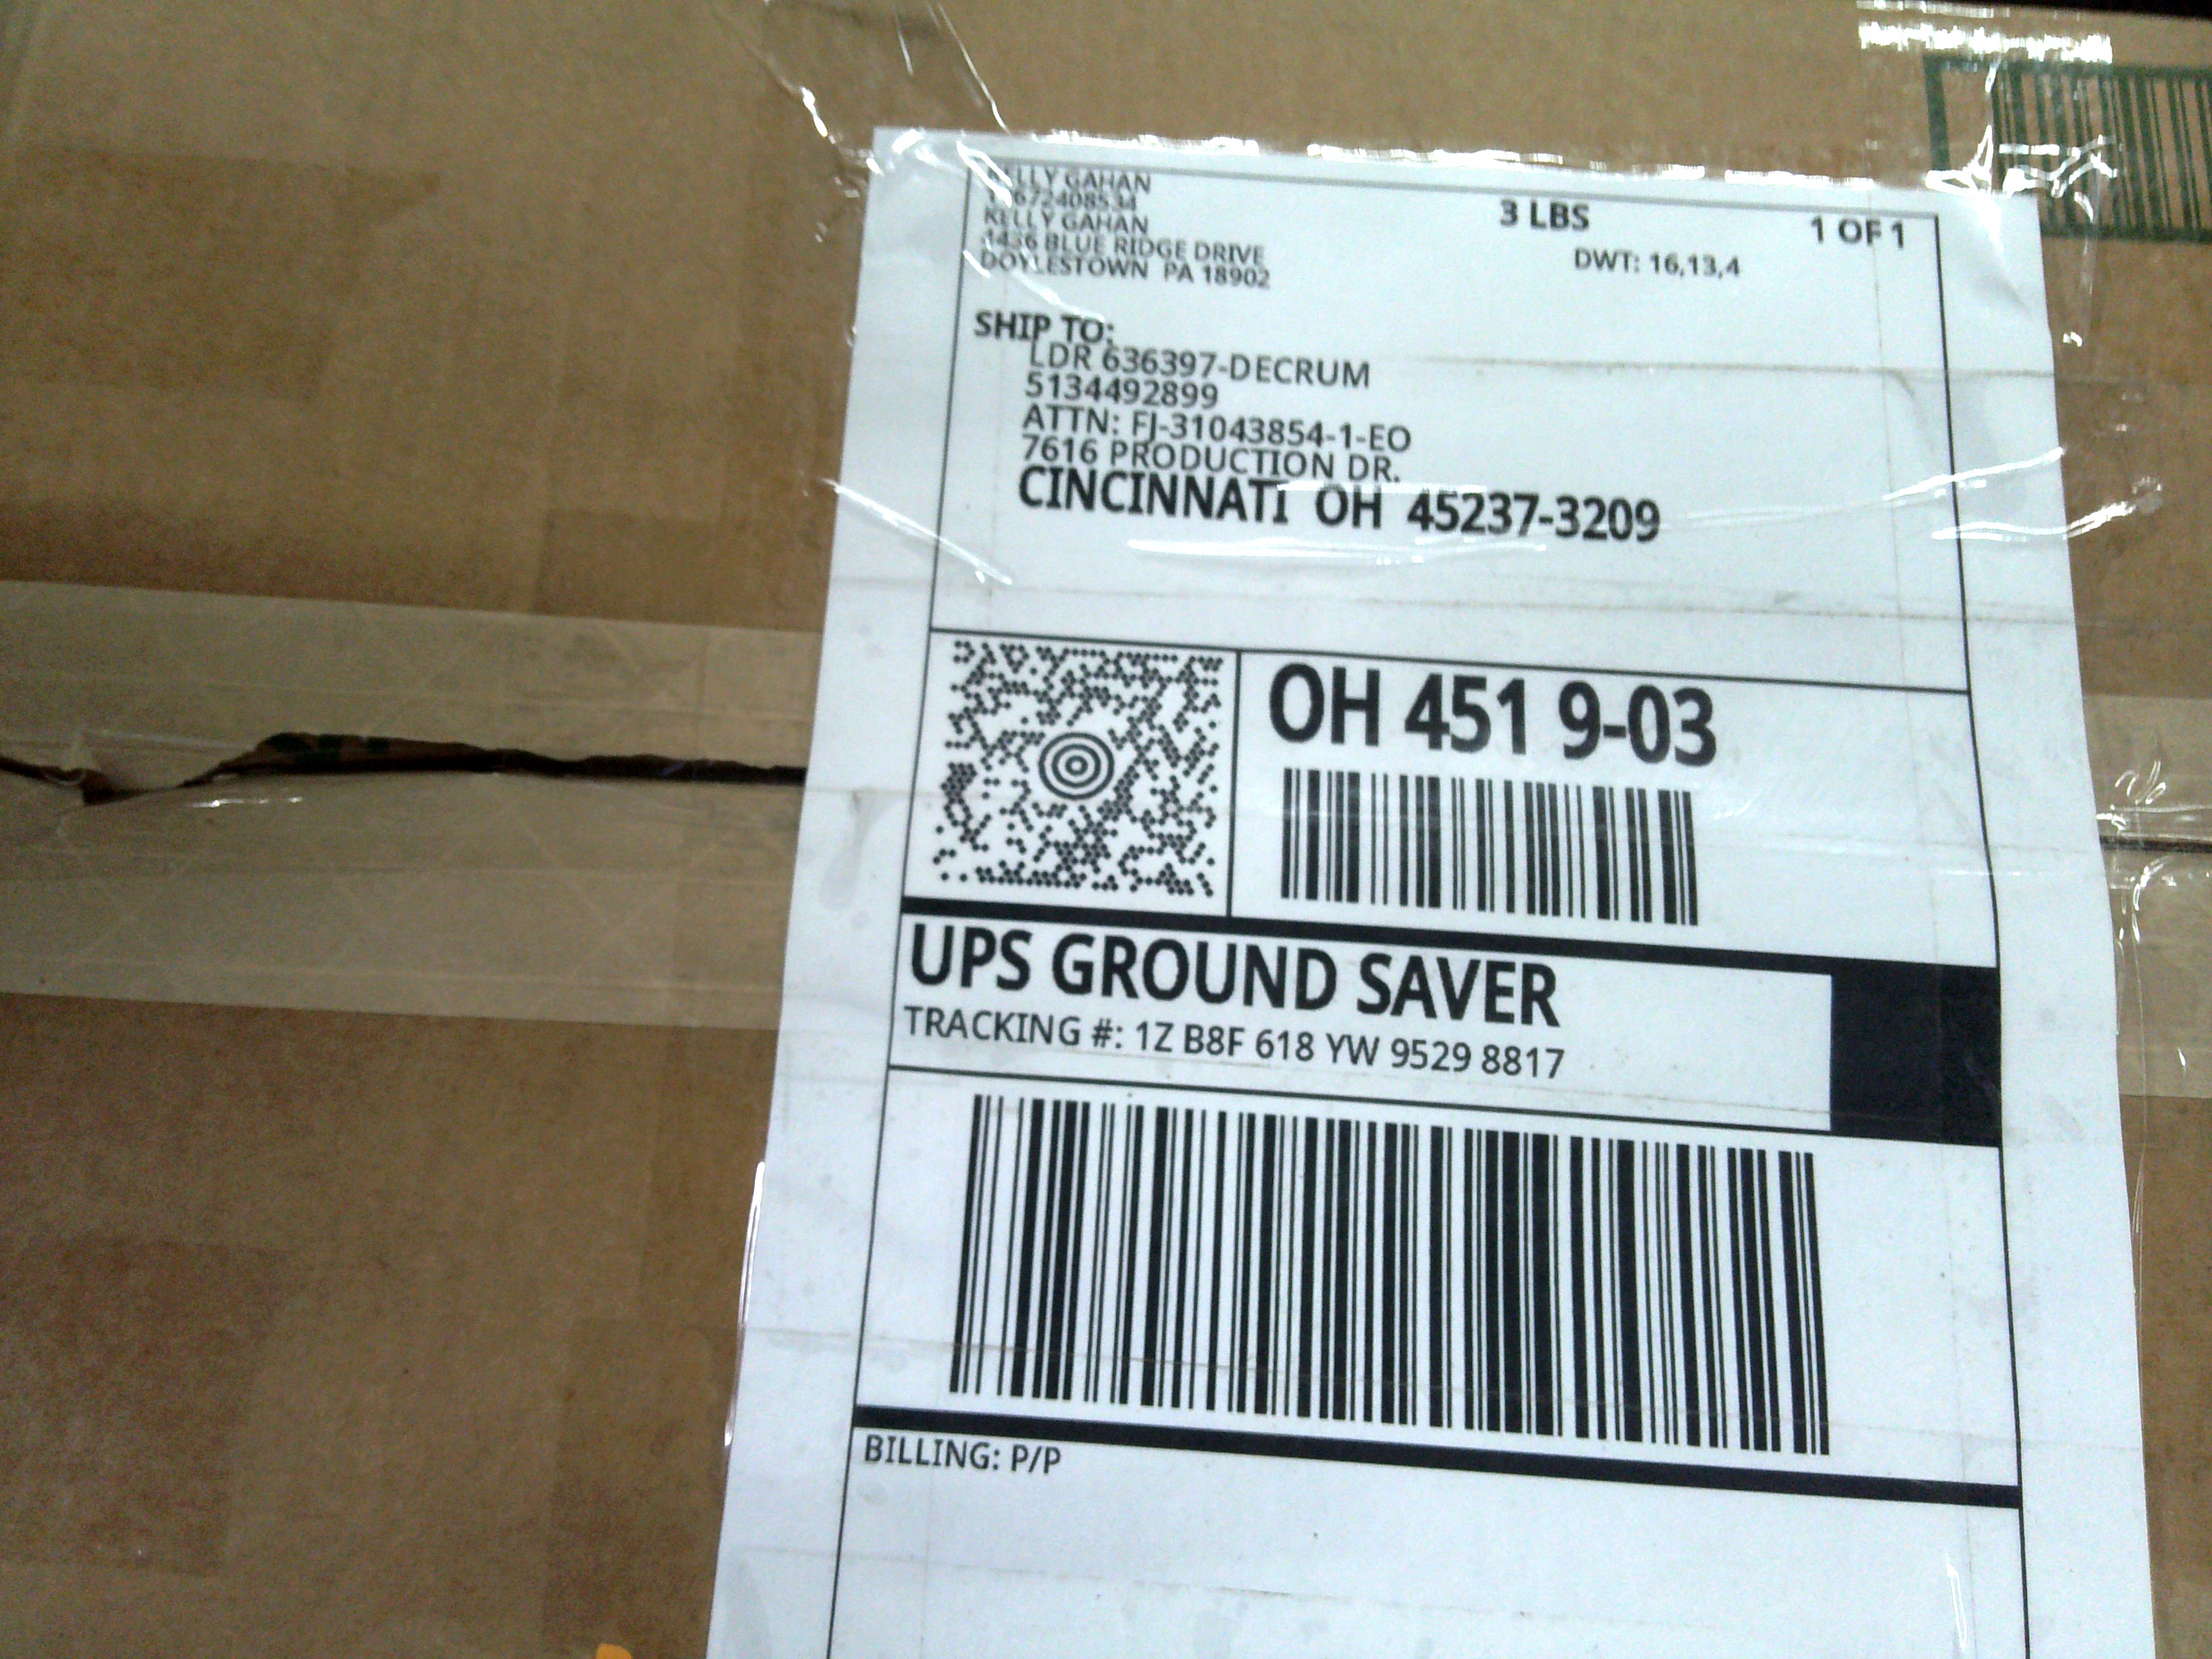 KELLY GAHAN
3 LBS
1 OF 1
KELLY GAHAN
DWT: 16,13,4
1436 BLUE RIDGE DRIVE
DOYLESTOWN PA 18902
SHIP TO:
LDR 636397-DECRUM
5134492899
ATTN: FJ-31043854-1-EO
7616 PRODUCTION DR.
CINCINNATI OH 45237-3209
OH 451 9-03
UPS GROUND SAVER
TRACKING #: 1Z B8F 618 YW 9529 8817
BILLING: P/P